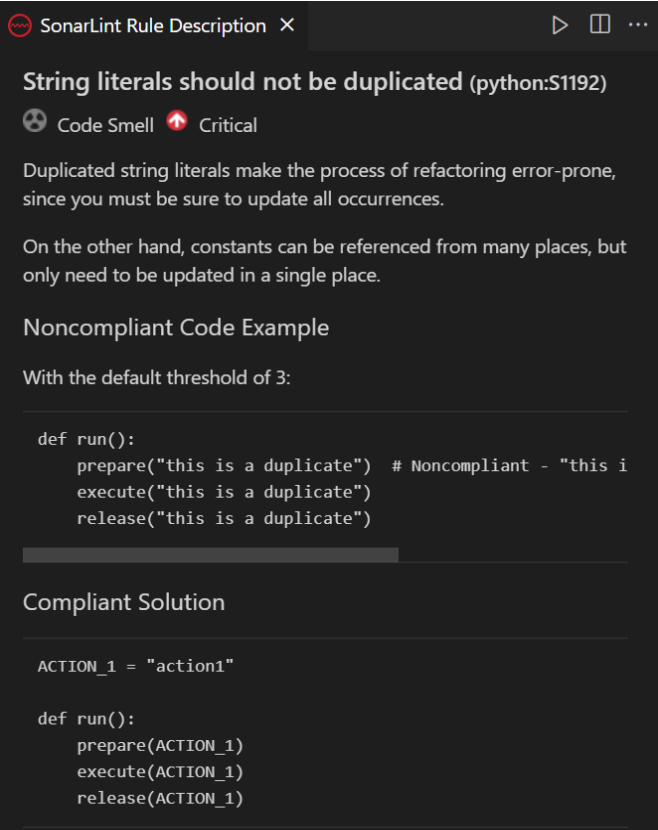 SonarLint Rule Description
String literals should not be duplicated (python:S1192)
Code Smell Critical
Duplicated string literals make the process of refactoring error-prone,
since you must be sure to update all occurrences.
On the other hand, constants can be referenced from many places, but
only need to be updated in a single place.
Noncompliant Code Example
With the default threshold of 3:
def run():
    prepare("this is a duplicate")  # Noncompliant - "this i
    execute("this is a duplicate")
    release("this is a duplicate")
Compliant Solution
ACTION_1 = "action1"
def run():
    prepare(ACTION_1)
    execute(ACTION_1)
    release(ACTION_1)